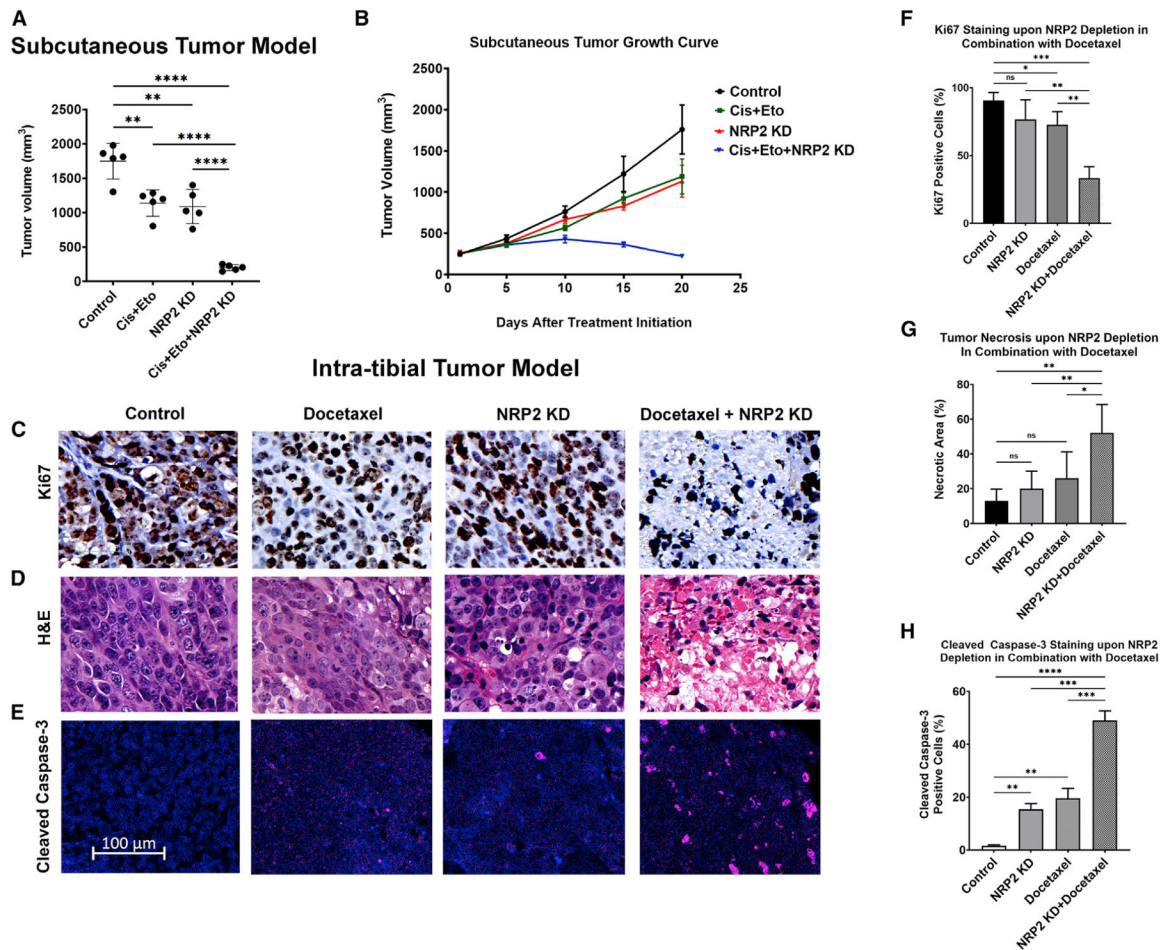 A
Subcutaneous Tumor Model
****
**
** ****
****
Tumor volume (mm3)
2500
2000
1500
1000
500
0
Control
Cis+Eto
NRP2 KD
Cis+Eto+NRP2 KD
B
Subcutaneous Tumor Growth Curve
Tumor Volume (mm3)
2500
2000
1500
1000
500
0
0 5 10 15 20 25
Days After Treatment Initiation
Control
Cis+Eto
NRP2 KD
Cis+Eto+NRP2 KD
Intra-tibial Tumor Model
Control Docetaxel NRP2 KD Docetaxel + NRP2 KD
C
Ki67
D
H&E
E
Cleaved Caspase-3
100 μm
F
Ki67 Staining upon NRP2 Depletion in
Combination with Docetaxel
***
*
ns **
**
Ki67 Positive Cells (%)
100
50
0
Control
NRP2 KD
Docetaxel
NRP2 KD+Docetaxel
G
Tumor Necrosis upon NRP2 Depletion
In Combination with Docetaxel
**
**
*
ns
ns
Necrotic Area (%)
80
60
40
20
0
Control
NRP2 KD
Docetaxel
NRP2 KD+Docetaxel
H
Cleaved Caspase-3 Staining upon NRP2
Depletion in Combination with Docetaxel
****
***
***
**
**
Cleaved Caspase-3
Positive Cells (%)
60
40
20
0
Control
NRP2 KD
Docetaxel
NRP2 KD+Docetaxel